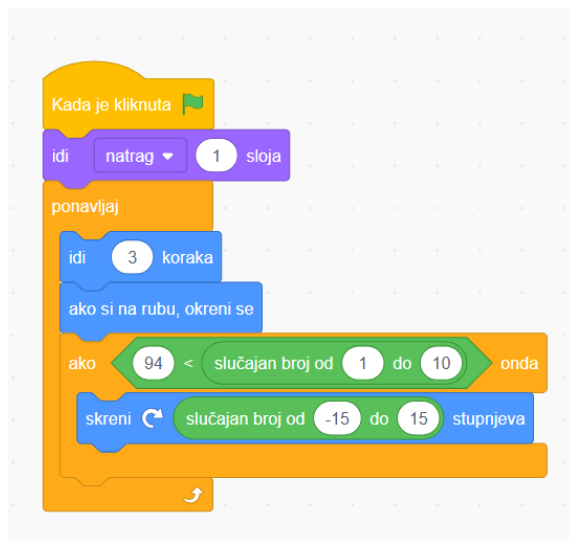 Kada je kliknuta
idi natrag 1 sloja
ponavljaj
idi 3 koraka
ako si na rubu, okreni se
ako 94 < slučajan broj od 1 do 10 onda
skreni slučajan broj od -15 do 15 stupnjeva